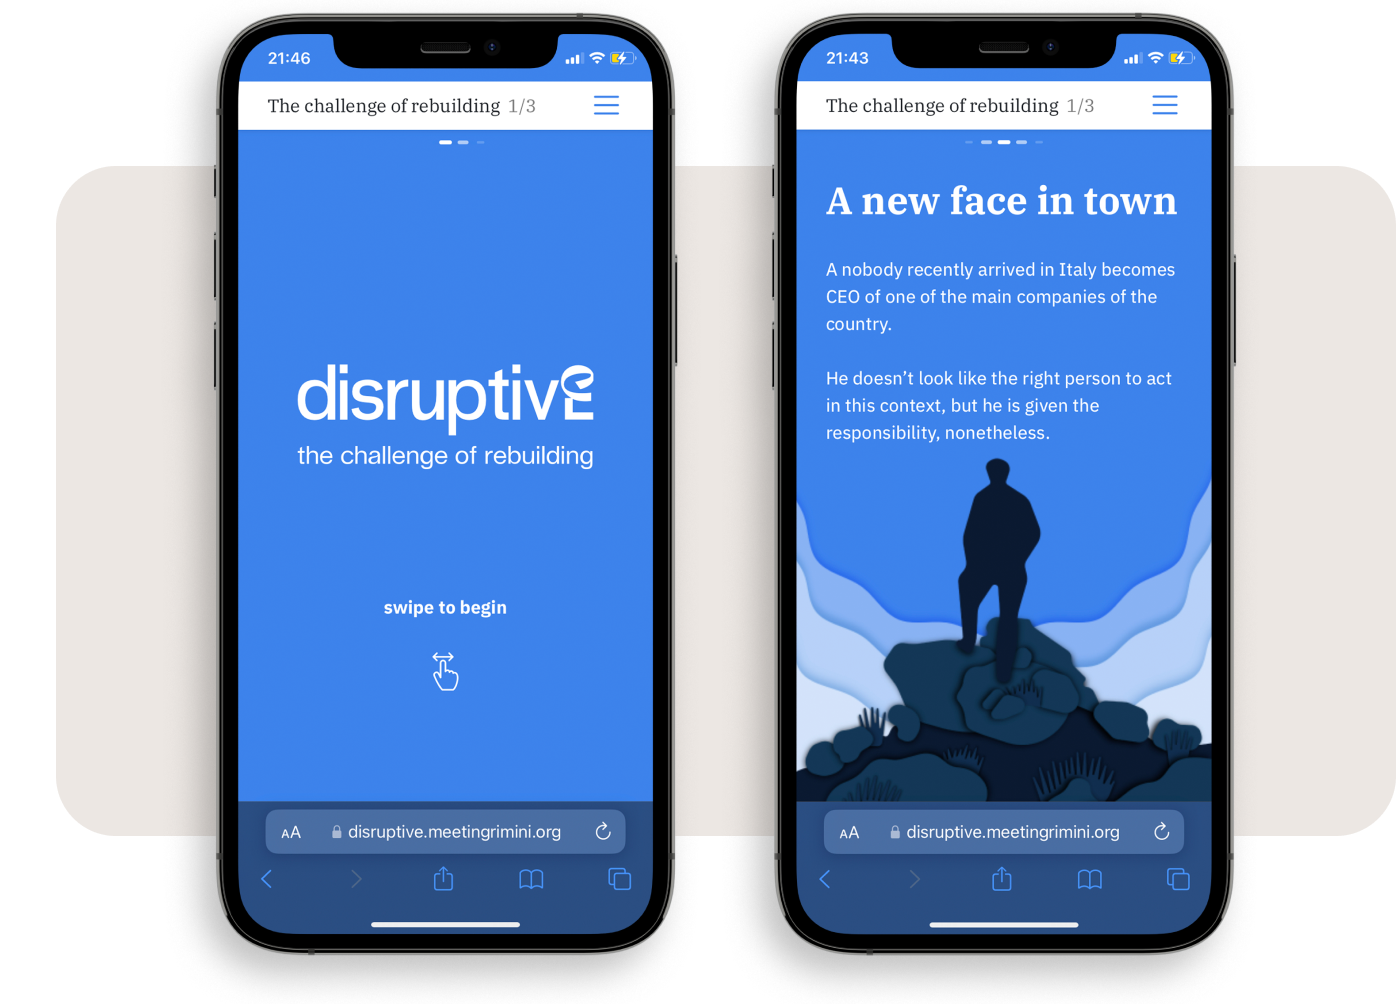 21:46
The challenge of rebuilding 1/3
disruptive
the challenge of rebuilding
swipe to begin
AA disruptive.meetingrimini.org
21:43
The challenge of rebuilding 1/3
A new face in town
A nobody recently arrived in Italy becomes
CEO of one of the main companies of the
country.
He doesn’t look like the right person to act
in this context, but he is given the
responsibility, nonetheless.
AA disruptive.meetingrimini.org